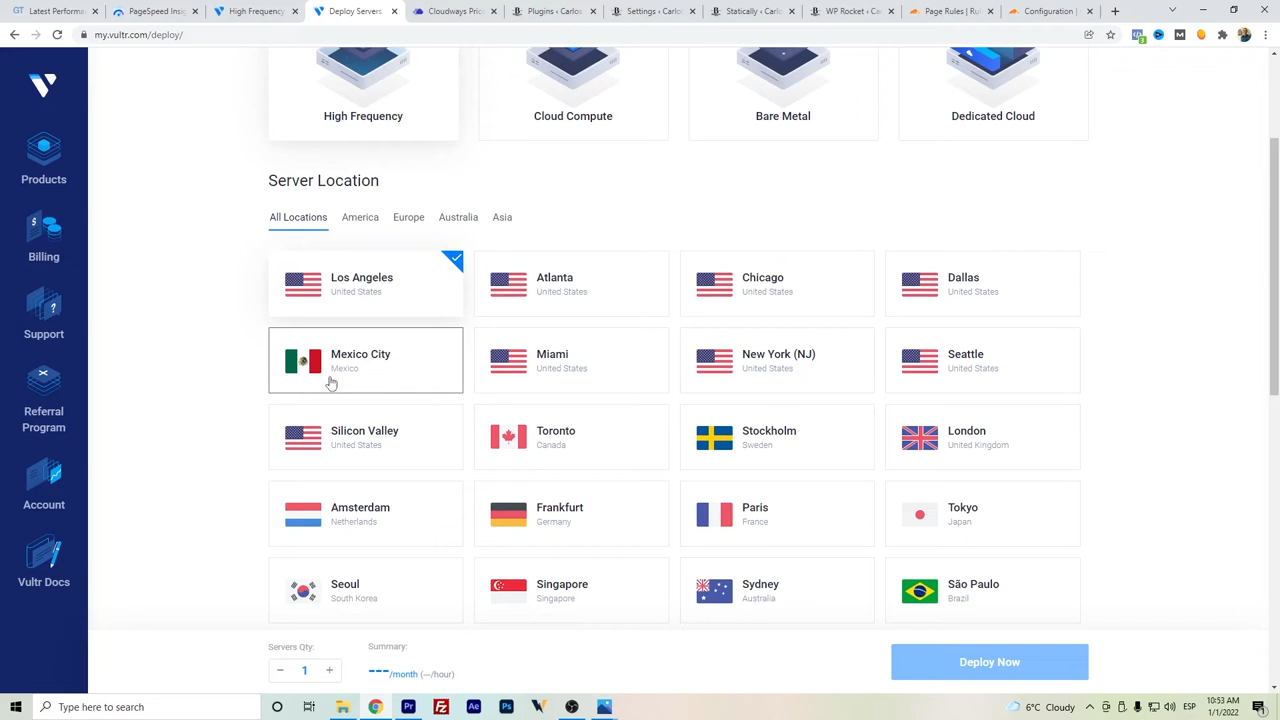 Latest Performa
PageSpeed Insig
High Frequency
Deploy Servers
Cloudways Pric
Plugins ‹ Carlos
Settings ‹ Carlos
Statically ‹ Carlos
WP Rocket ‹ Ca
Page Rules | Rul
Configuration |
my.vultr.com/deploy/
Products
Billing
Support
Referral
Program
Account
Vultr Docs
High Frequency
Cloud Compute
Bare Metal
Dedicated Cloud
Server Location
All Locations
America
Europe
Australia
Asia
Los Angeles
United States
Atlanta
United States
Chicago
United States
Dallas
United States
Mexico City
Mexico
Miami
United States
New York (NJ)
United States
Seattle
United States
Silicon Valley
United States
Toronto
Canada
Stockholm
Sweden
London
United Kingdom
Amsterdam
Netherlands
Frankfurt
Germany
Paris
France
Tokyo
Japan
Seoul
South Korea
Singapore
Singapore
Sydney
Australia
São Paulo
Brazil
Servers Qty:
− 1 +
Summary:
---/month (--/hour)
Deploy Now
Type here to search
6°C Cloudy
ESP
10:53 AM
1/1/2022